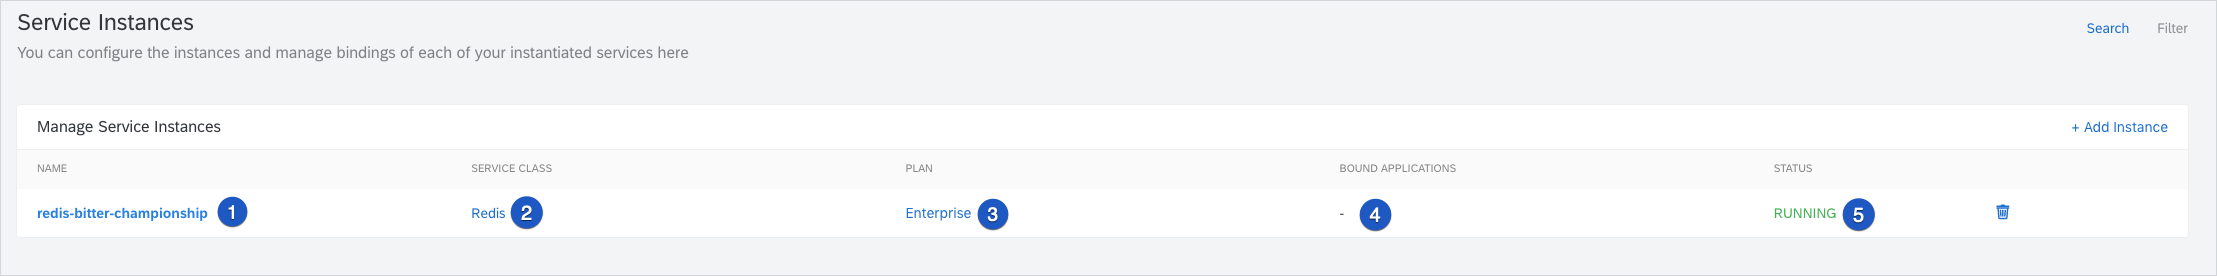 Service Instances
Search Filter
You can configure the instances and manage bindings of each of your instantiated services here
Manage Service Instances
+ Add Instance
NAME SERVICE CLASS PLAN BOUND APPLICATIONS STATUS
redis-bitter-championship 1 Redis 2 Enterprise 3 - 4 RUNNING 5